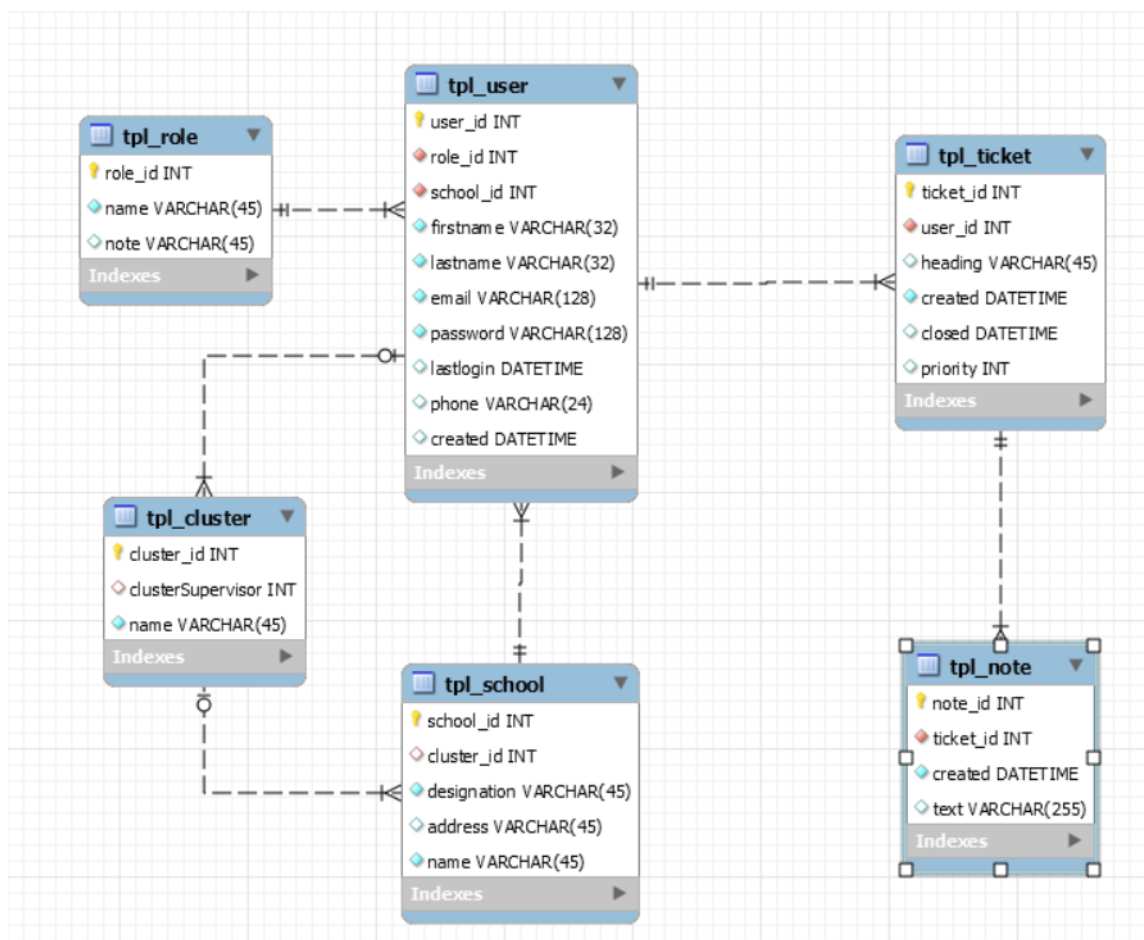 tpl_role
role_id INT
name VARCHAR(45)
note VARCHAR(45)
Indexes
tpl_user
user_id INT
role_id INT
school_id INT
firstname VARCHAR(32)
lastname VARCHAR(32)
email VARCHAR(128)
password VARCHAR(128)
lastlogin DATETIME
phone VARCHAR(24)
created DATETIME
Indexes
tpl_ticket
ticket_id INT
user_id INT
heading VARCHAR(45)
created DATETIME
closed DATETIME
priority INT
Indexes
tpl_cluster
cluster_id INT
clusterSupervisor INT
name VARCHAR(45)
Indexes
tpl_school
school_id INT
cluster_id INT
designation VARCHAR(45)
address VARCHAR(45)
name VARCHAR(45)
Indexes
tpl_note
note_id INT
ticket_id INT
created DATETIME
text VARCHAR(255)
Indexes